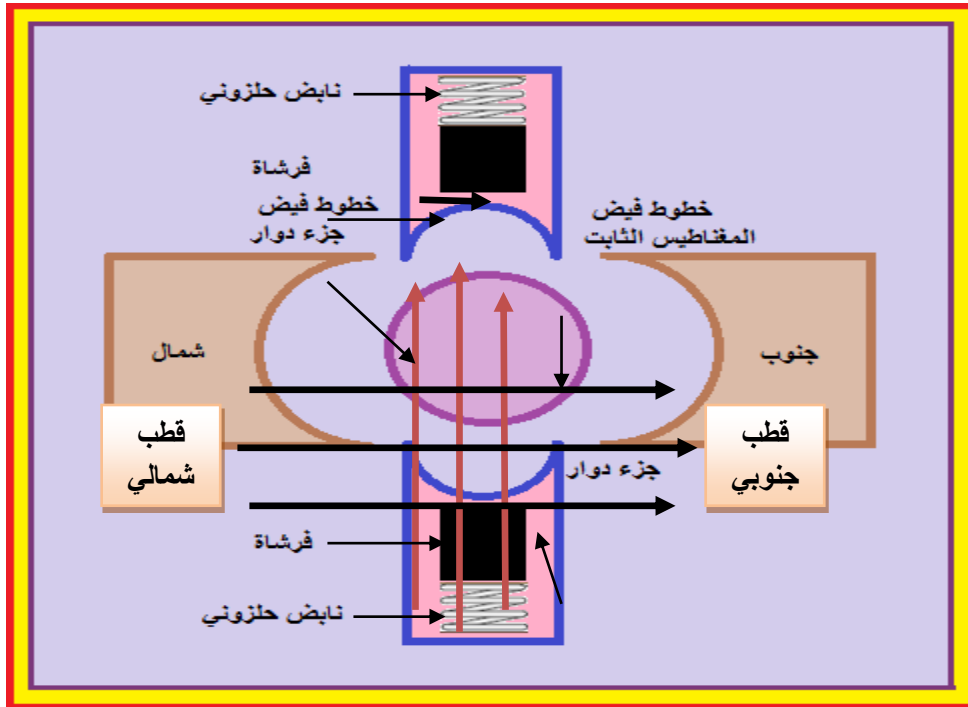 نابض حلزوني
فرشاة
خطوط فيض
جزء دوار
خطوط فيض
المغناطيس الثابت
شمال
جنوب
قطب
شمالي
قطب
جنوبي
جزء دوار
فرشاة
نابض حلزوني